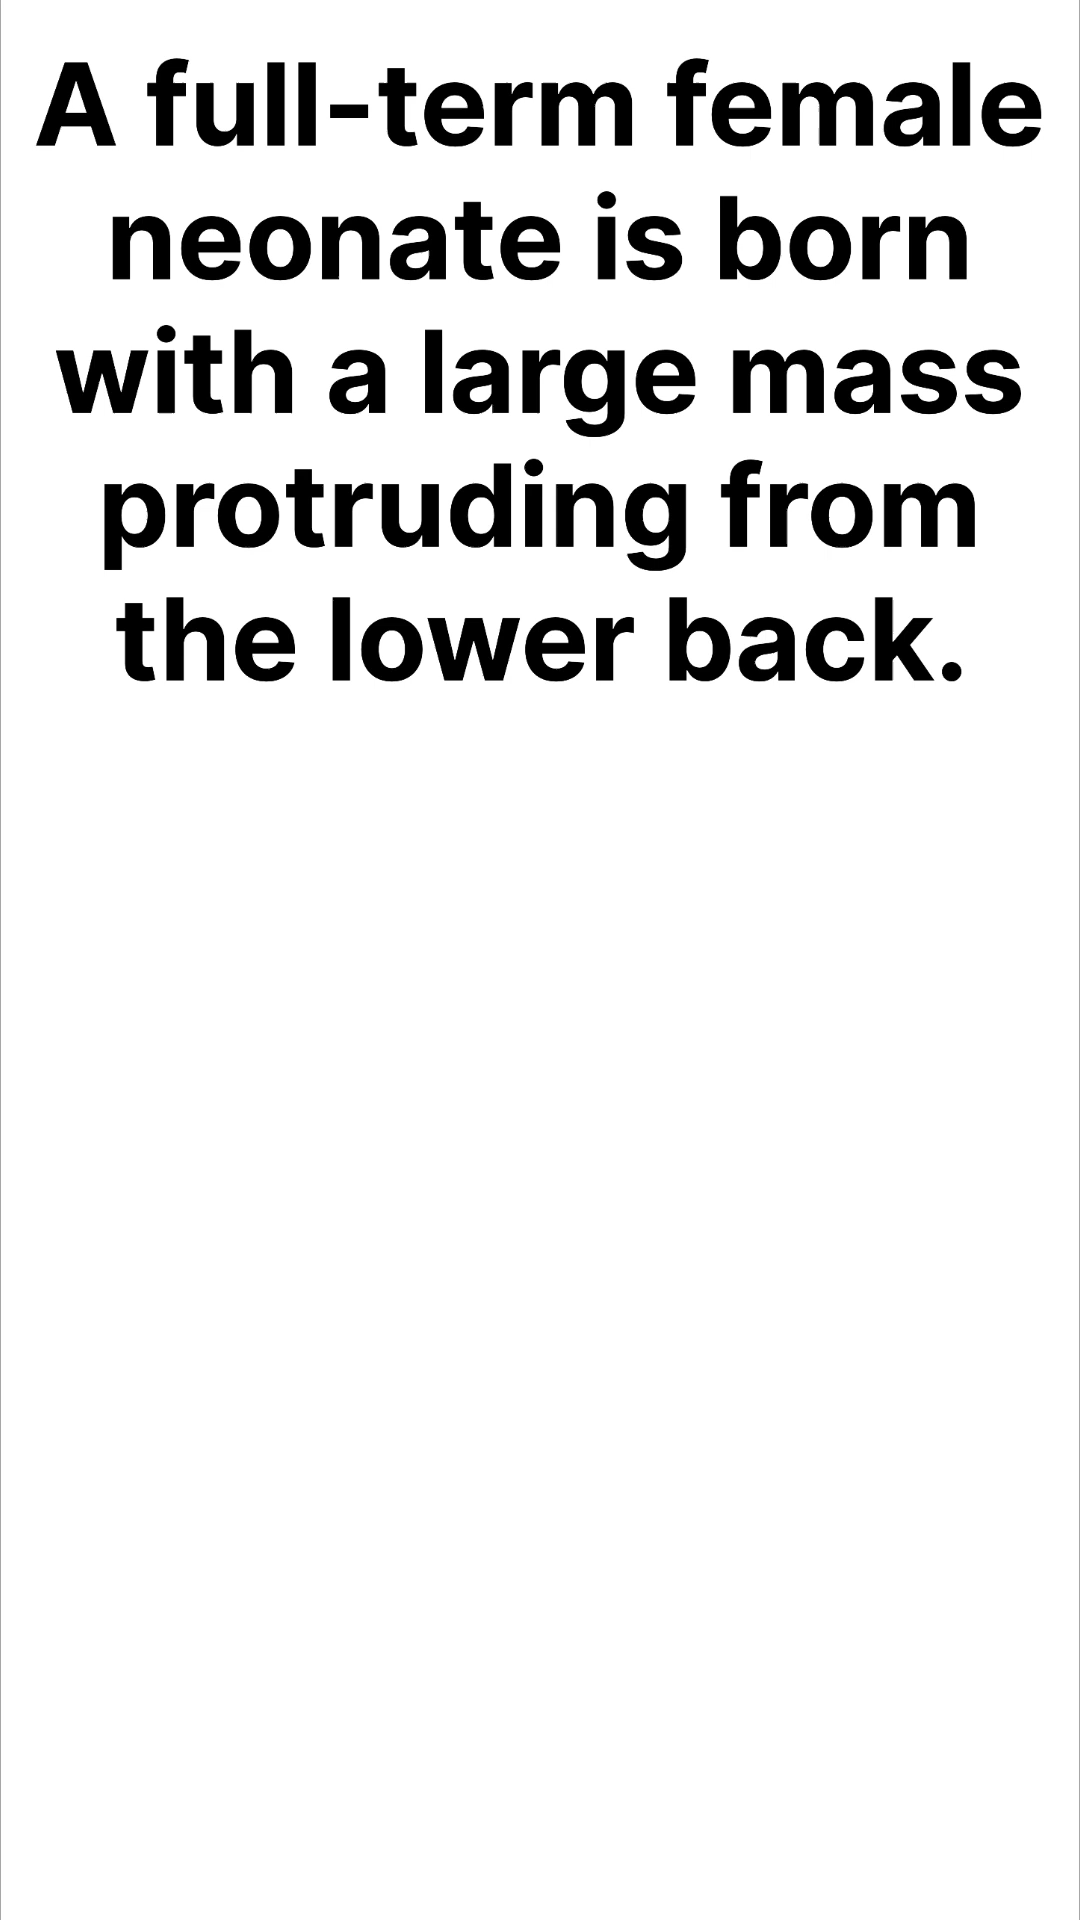 A full-term female
neonate is born
with a large mass
protruding from
the lower back.